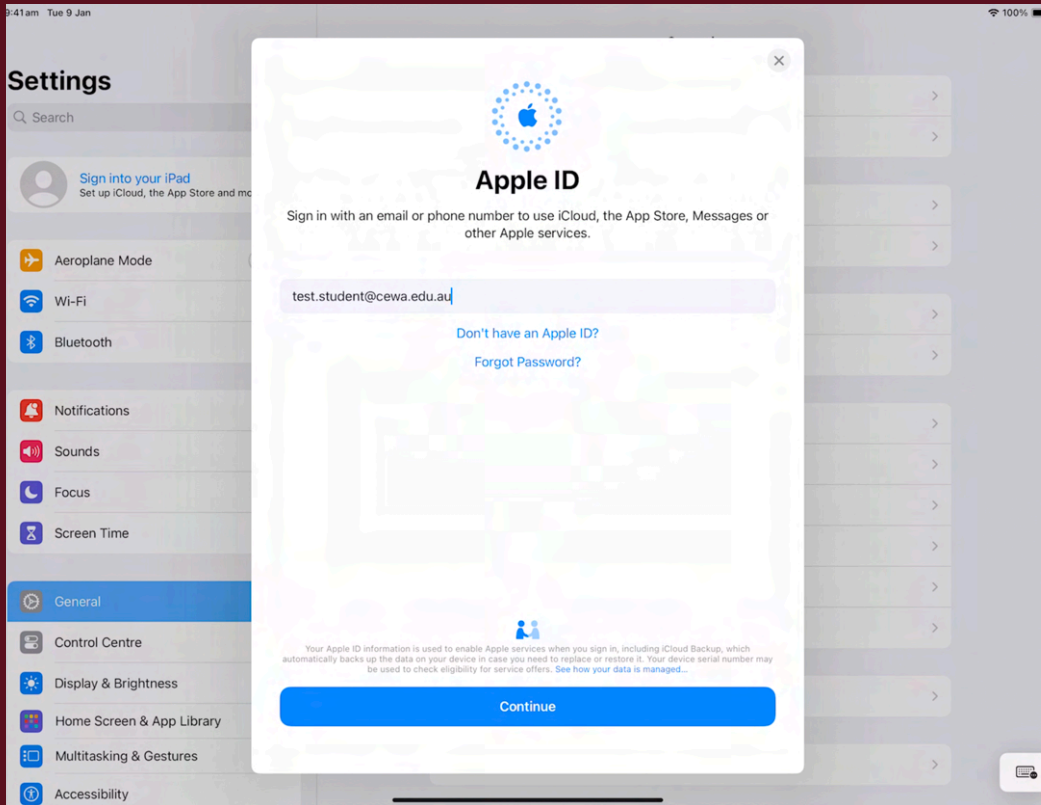 9:41am Tue 9 Jan
100%
Settings
Search
Sign into your iPad
Set up iCloud, the App Store and mo
Aeroplane Mode
Wi-Fi
Bluetooth
Notifications
Sounds
Focus
Screen Time
General
Control Centre
Display & Brightness
Home Screen & App Library
Multitasking & Gestures
Accessibility
Apple ID
Sign in with an email or phone number to use iCloud, the App Store, Messages or
other Apple services.
test.student@cewa.edu.au
Don't have an Apple ID?
Forgot Password?
Your Apple ID information is used to enable Apple services when you sign in, including iCloud Backup, which
automatically backs up the data on your device in case you need to replace or restore it. Your device serial number may
be used to check eligibility for service offers. See how your data is managed...
Continue